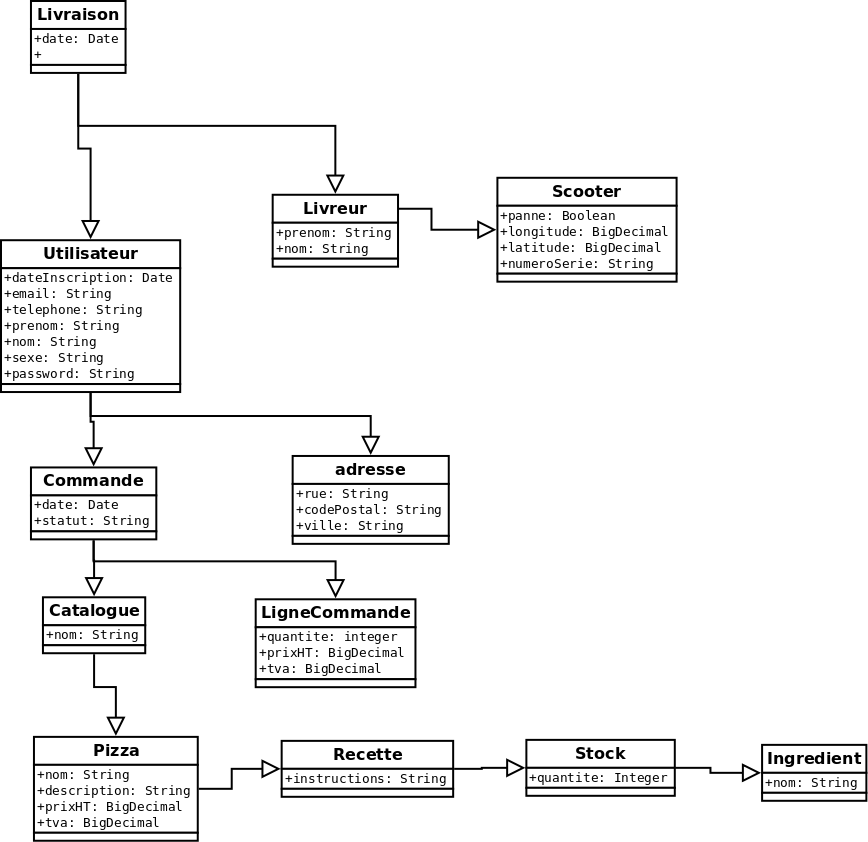 Livraison
+date: Date
+
Livreur
+prenom: String
+nom: String
Scooter
+panne: Boolean
+longitude: BigDecimal
+latitude: BigDecimal
+numeroSerie: String
Utilisateur
+dateInscription: Date
+email: String
+telephone: String
+prenom: String
+nom: String
+sexe: String
+password: String
Commande
+date: Date
+statut: String
adresse
+rue: String
+codePostal: String
+ville: String
Catalogue
+nom: String
LigneCommande
+quantite: integer
+prixHT: BigDecimal
+tva: BigDecimal
Pizza
+nom: String
+description: String
+prixHT: BigDecimal
+tva: BigDecimal
Recette
+instructions: String
Stock
+quantite: Integer
Ingredient
+nom: String